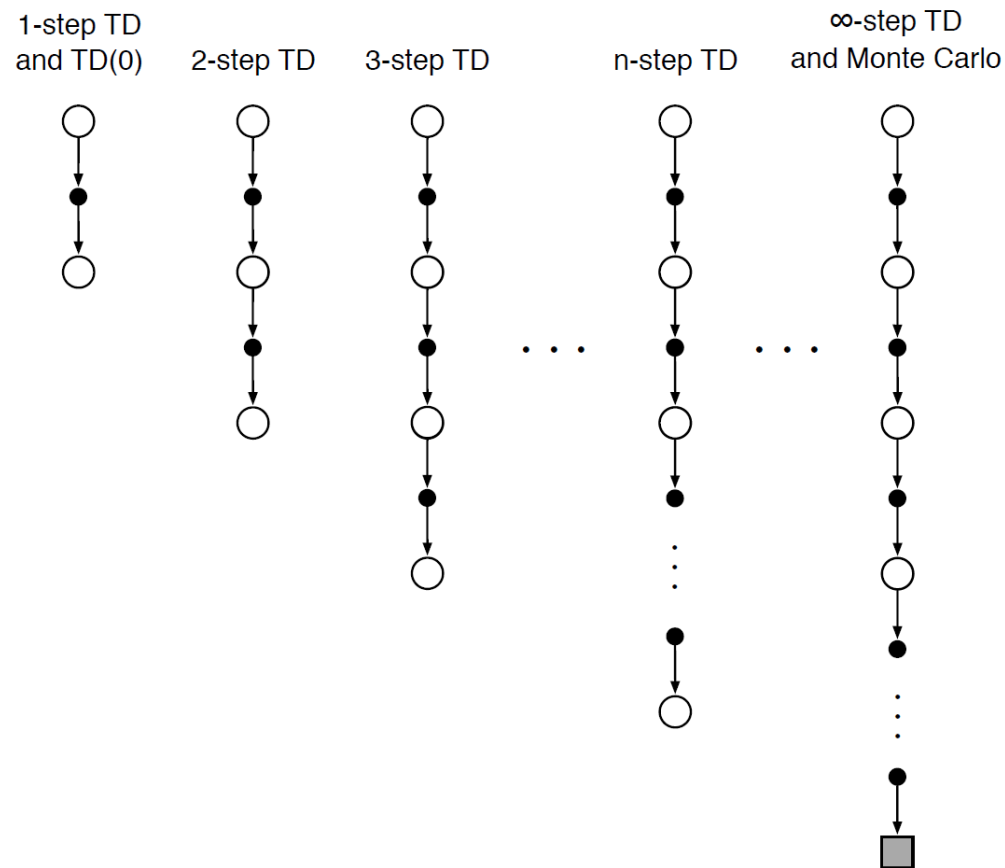 1-step TD
and TD(0)
2-step TD
3-step TD
n-step TD
∞-step TD
and Monte Carlo